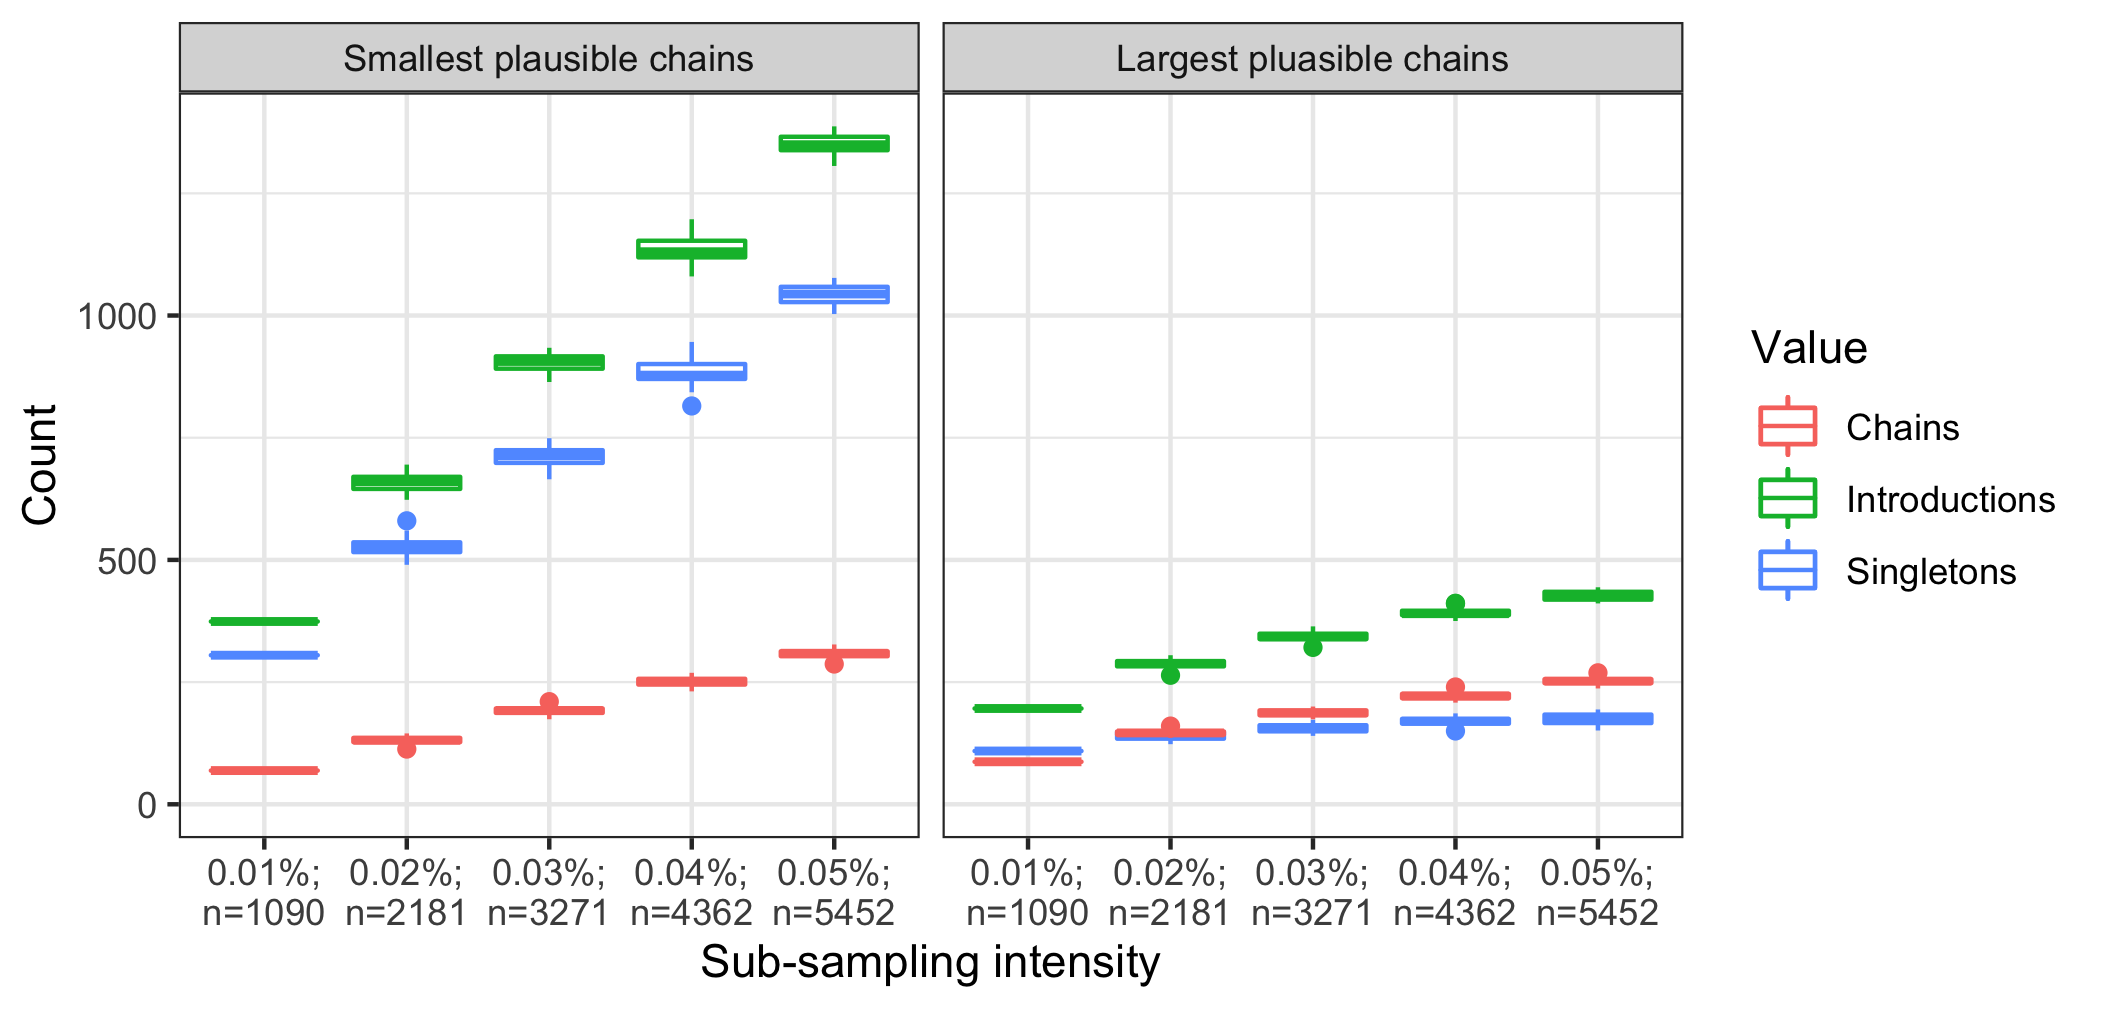 Smallest plausible chains
Largest pluasible chains
Count
1000
500
0
0.01%; 0.02%; 0.03%; 0.04%; 0.05%;
n=1090 n=2181 n=3271 n=4362 n=5452
0.01%; 0.02%; 0.03%; 0.04%; 0.05%;
n=1090 n=2181 n=3271 n=4362 n=5452
Sub-sampling intensity
Value
Chains
Introductions
Singletons